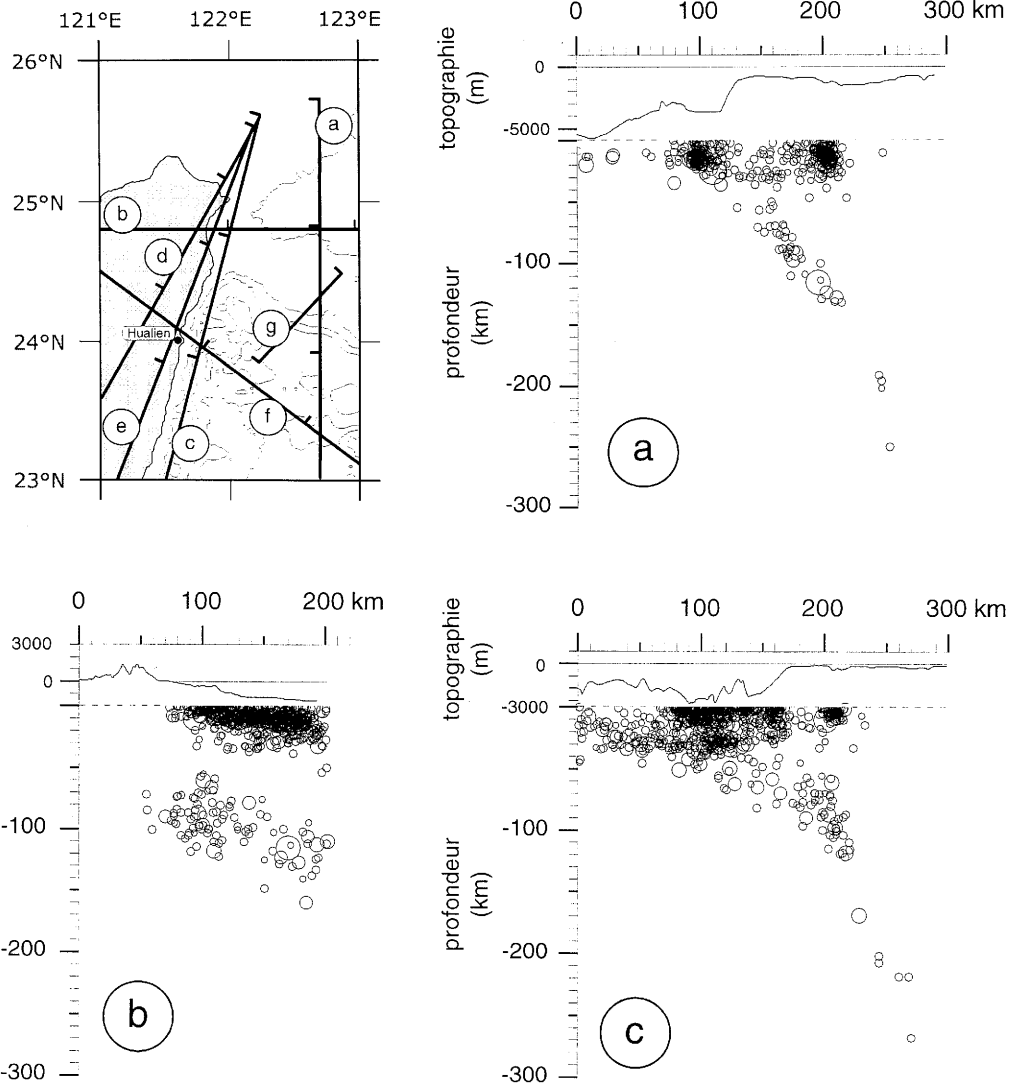 121°E 122°E 123°E
26°N
25°N
24°N
23°N
a
b
d
g
Hualien
f
e
c
0 100 200 300 km
topographie
(m)
0
-5000
profondeur
(km)
-100
-200
-300
a
0 100 200 km
3000
0
-100
-200
-300
b
0 100 200 300 km
topographie
(m)
0
-3000
profondeur
(km)
-100
-200
-300
c